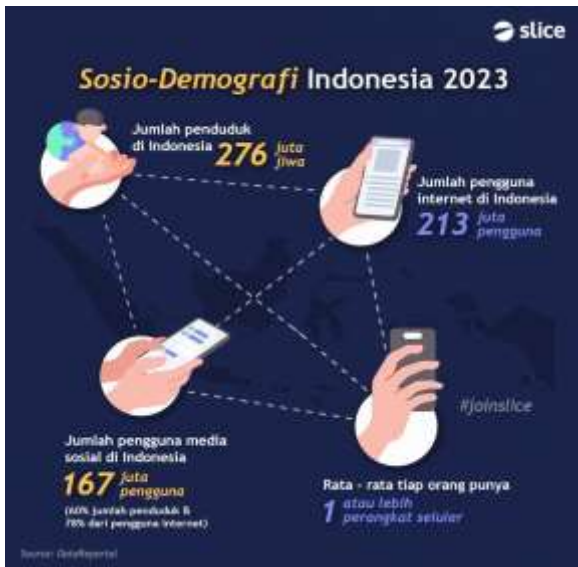 slice
Sosio-Demografi Indonesia 2023
Jumlah penduduk
di Indonesia 276 juta jiwa
Jumlah pengguna
internet di Indonesia
213 juta pengguna
#joinslice
Jumlah pengguna media
sosial di Indonesia
167 juta pengguna
(60% jumlah penduduk &
78% dari pengguna internet)
Rata - rata tiap orang punya
1 atau lebih perangkat selular
Source: DataReportal